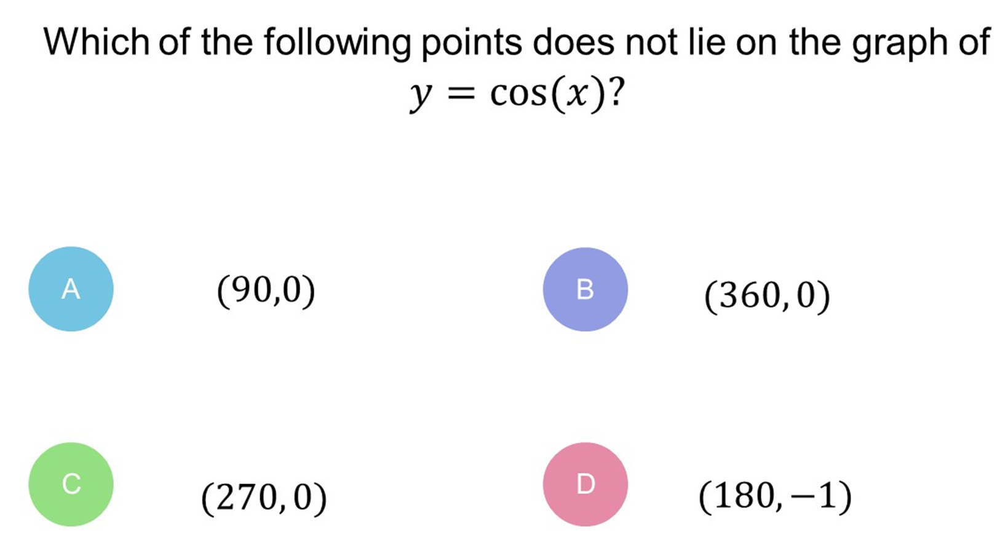 Which of the following points does not lie on the graph of
y = cos(x)?
A (90,0)
B (360, 0)
C (270, 0)
D (180, −1)